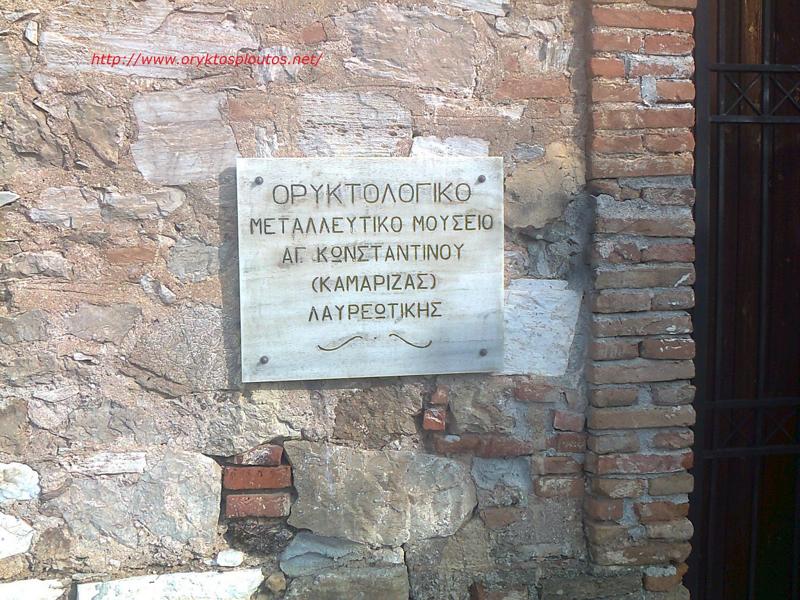 http://www.oryktosploutos.net/
ΟΡΥΚΤΟΛΟΓΙΚΟ
ΜΕΤΑΛΛΕΥΤΙΚΟ ΜΟΥΣΕΙΟ
ΑΓ. ΚΩΝΣΤΑΝΤΙΝΟΥ
(ΚΑΜΑΡΙΖΑΣ)
ΛΑΥΡΕΩΤΙΚΗΣ